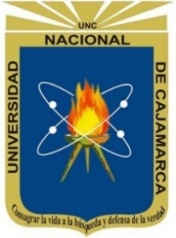 UNC
NACIONAL
UNIVERSIDAD
DE CAJAMARCA
Consagrar la vida a la búsqueda y defensa de la verdad